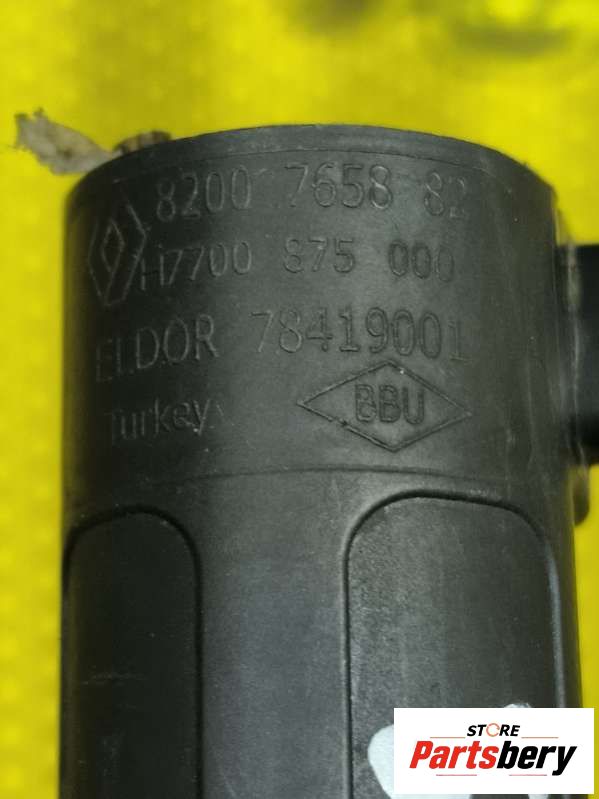 8200 7658 82
H7700 875 000
ELDOR 78419001
Turkey
BBU
STORE
Partsbery